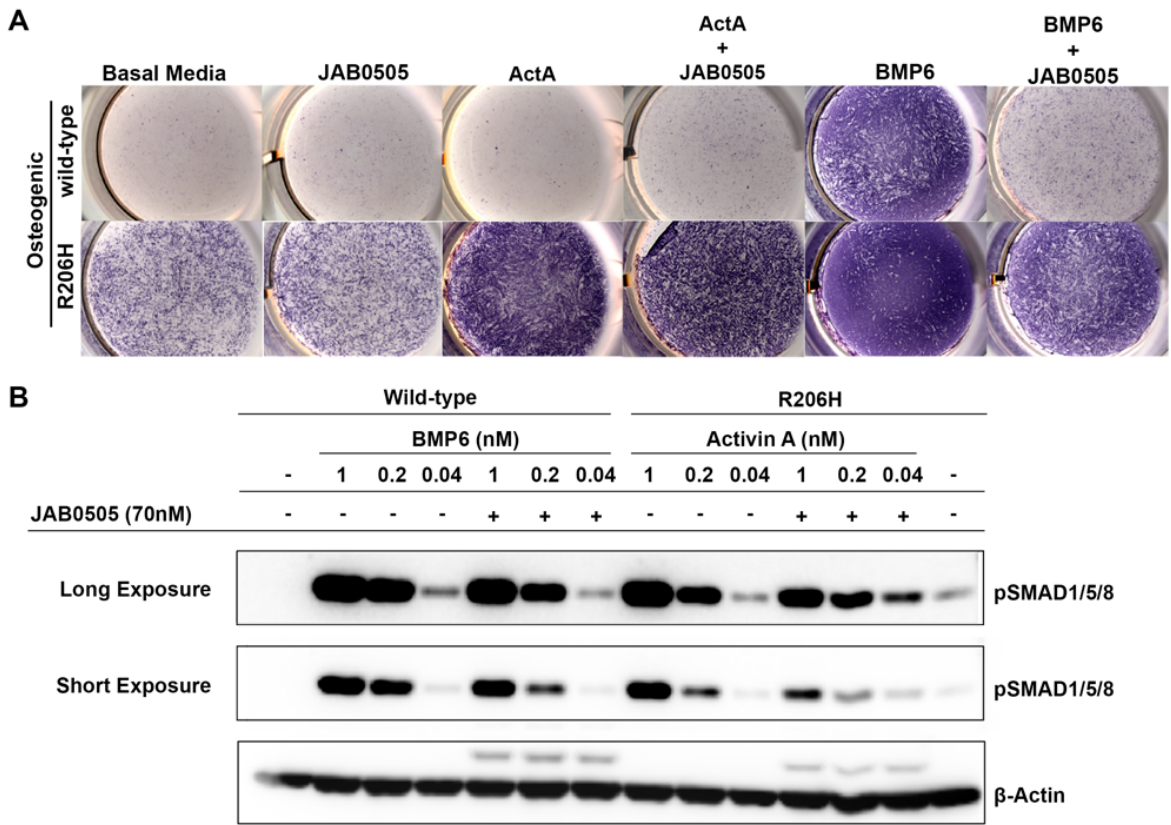 A
Basal Media
JAB0505
ActA
ActA
+
JAB0505
BMP6
BMP6
+
JAB0505
Osteogenic
wild-type
R206H
B
Wild-type
R206H
BMP6 (nM)
Activin A (nM)
- 1 0.2 0.04 1 0.2 0.04 1 0.2 0.04 1 0.2 0.04 -
JAB0505 (70nM) - - - - + + + - - - + + + -
Long Exposure
pSMAD1/5/8
Short Exposure
pSMAD1/5/8
β-Actin